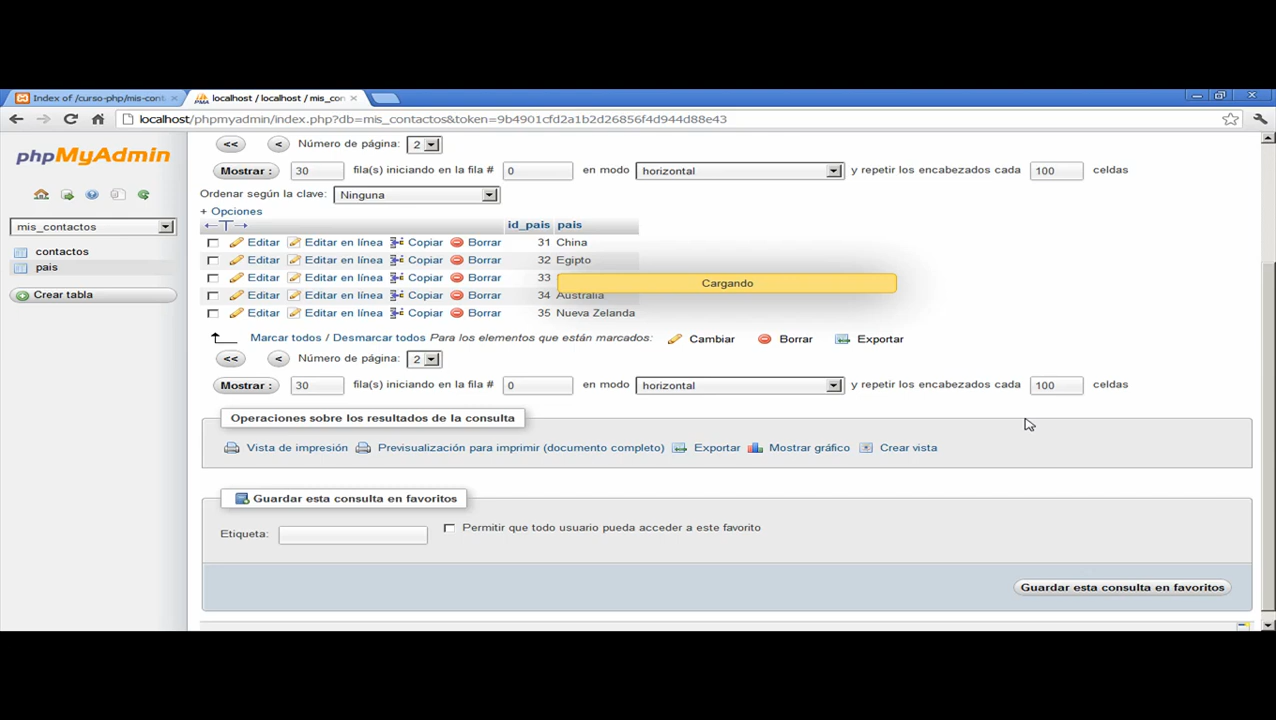 Index of /curso-php/mis-cont
localhost / localhost / mis_con
localhost/phpmyadmin/index.php?db=mis_contactos&token=9b4901cfd2a1b2d26856f4d944d88e43
phpMyAdmin
mis_contactos
contactos
pais
Crear tabla
<< < Número de página: 2
Mostrar : 30 fila(s) iniciando en la fila # 0 en modo horizontal y repetir los encabezados cada 100 celdas
Ordenar según la clave: Ninguna
+ Opciones
←T→ id_pais pais
Editar Editar en línea Copiar Borrar 31 China
Editar Editar en línea Copiar Borrar 32 Egipto
Editar Editar en línea Copiar Borrar 33
Cargando
Editar Editar en línea Copiar Borrar 34 Australia
Editar Editar en línea Copiar Borrar 35 Nueva Zelanda
Marcar todos / Desmarcar todos Para los elementos que están marcados: Cambiar Borrar Exportar
<< < Número de página: 2
Mostrar : 30 fila(s) iniciando en la fila # 0 en modo horizontal y repetir los encabezados cada 100 celdas
Operaciones sobre los resultados de la consulta
Vista de impresión Previsualización para imprimir (documento completo) Exportar Mostrar gráfico Crear vista
Guardar esta consulta en favoritos
Etiqueta: Permitir que todo usuario pueda acceder a este favorito
Guardar esta consulta en favoritos